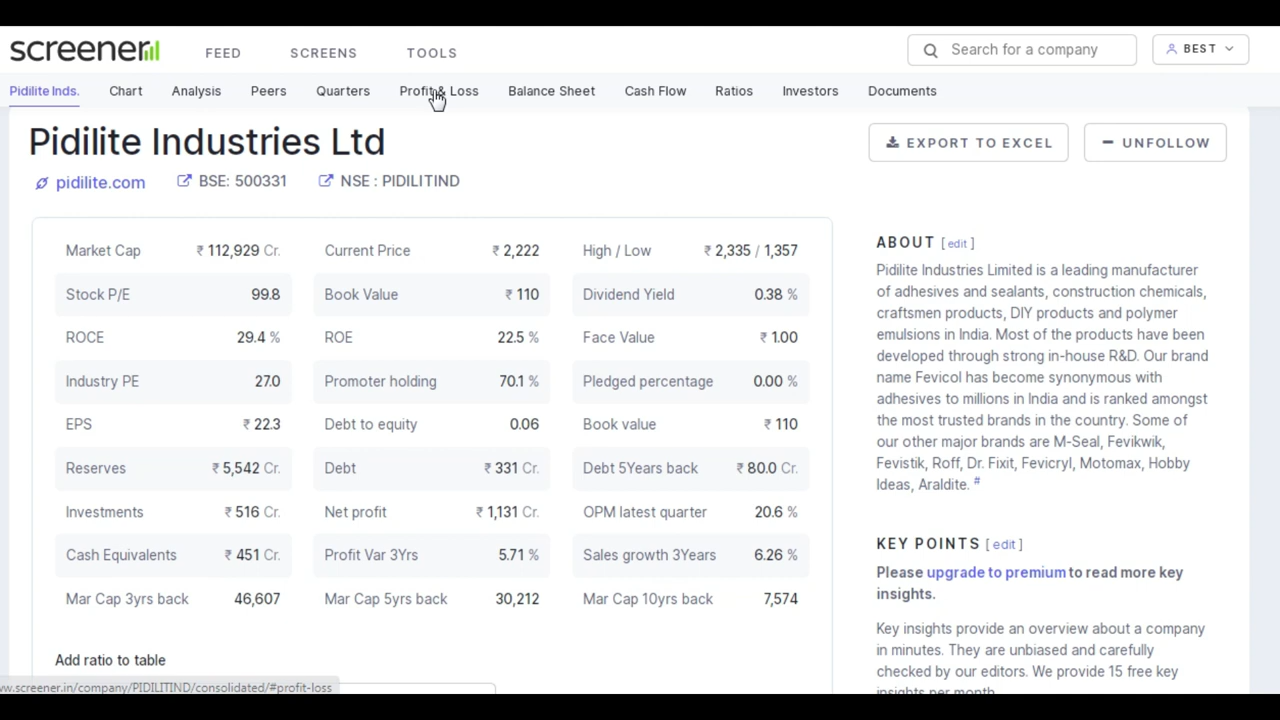 screener
FEED SCREENS TOOLS
Search for a company
BEST
Pidilite Inds. Chart Analysis Peers Quarters Profit & Loss Balance Sheet Cash Flow Ratios Investors Documents
Pidilite Industries Ltd
EXPORT TO EXCEL
UNFOLLOW
pidilite.com BSE: 500331 NSE : PIDILITIND
Market Cap ₹ 112,929 Cr. Current Price ₹ 2,222 High / Low ₹ 2,335 / 1,357
Stock P/E 99.8 Book Value ₹ 110 Dividend Yield 0.38 %
ROCE 29.4 % ROE 22.5 % Face Value ₹ 1.00
Industry PE 27.0 Promoter holding 70.1 % Pledged percentage 0.00 %
EPS ₹ 22.3 Debt to equity 0.06 Book value ₹ 110
Reserves ₹ 5,542 Cr. Debt ₹ 331 Cr. Debt 5Years back ₹ 80.0 Cr.
Investments ₹ 516 Cr. Net profit ₹ 1,131 Cr. OPM latest quarter 20.6 %
Cash Equivalents ₹ 451 Cr. Profit Var 3Yrs 5.71 % Sales growth 3Years 6.26 %
Mar Cap 3yrs back 46,607 Mar Cap 5yrs back 30,212 Mar Cap 10yrs back 7,574
Add ratio to table
ABOUT [ edit ]
Pidilite Industries Limited is a leading manufacturer
of adhesives and sealants, construction chemicals,
craftsmen products, DIY products and polymer
emulsions in India. Most of the products have been
developed through strong in-house R&D. Our brand
name Fevicol has become synonymous with
adhesives to millions in India and is ranked amongst
the most trusted brands in the country. Some of
our other major brands are M-Seal, Fevikwik,
Fevistik, Roff, Dr. Fixit, Fevicryl, Motomax, Hobby
Ideas, Araldite. #
KEY POINTS [ edit ]
Please upgrade to premium to read more key
insights.
Key insights provide an overview about a company
in minutes. They are unbiased and carefully
checked by our editors. We provide 15 free key
insights per month.
ww.screener.in/company/PIDILITIND/consolidated/#profit-loss